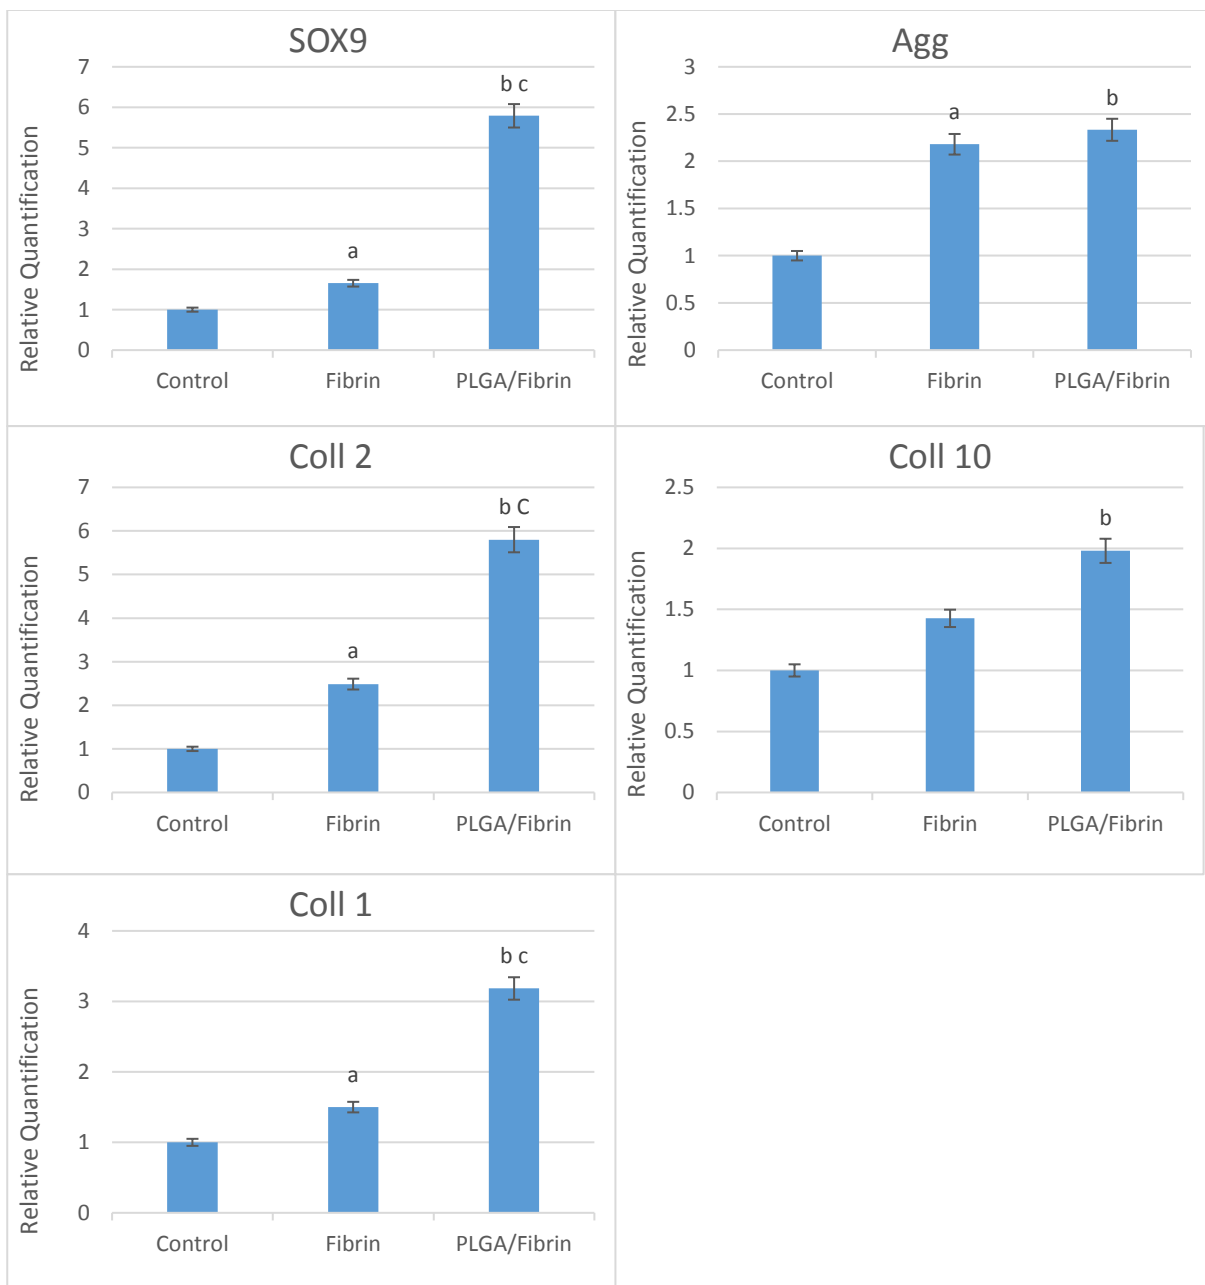 SOX9
Relative Quantification
7
6
5
4
3
2
1
0
a
b c
Control Fibrin PLGA/Fibrin
Agg
Relative Quantification
3
2.5
2
1.5
1
0.5
0
a
b
Control Fibrin PLGA/Fibrin
Coll 2
Relative Quantification
7
6
5
4
3
2
1
0
a
b C
Control Fibrin PLGA/Fibrin
Coll 10
Relative Quantification
2.5
2
1.5
1
0.5
0
b
Control Fibrin PLGA/Fibrin
Coll 1
Relative Quantification
4
3
2
1
0
a
b c
Control Fibrin PLGA/Fibrin